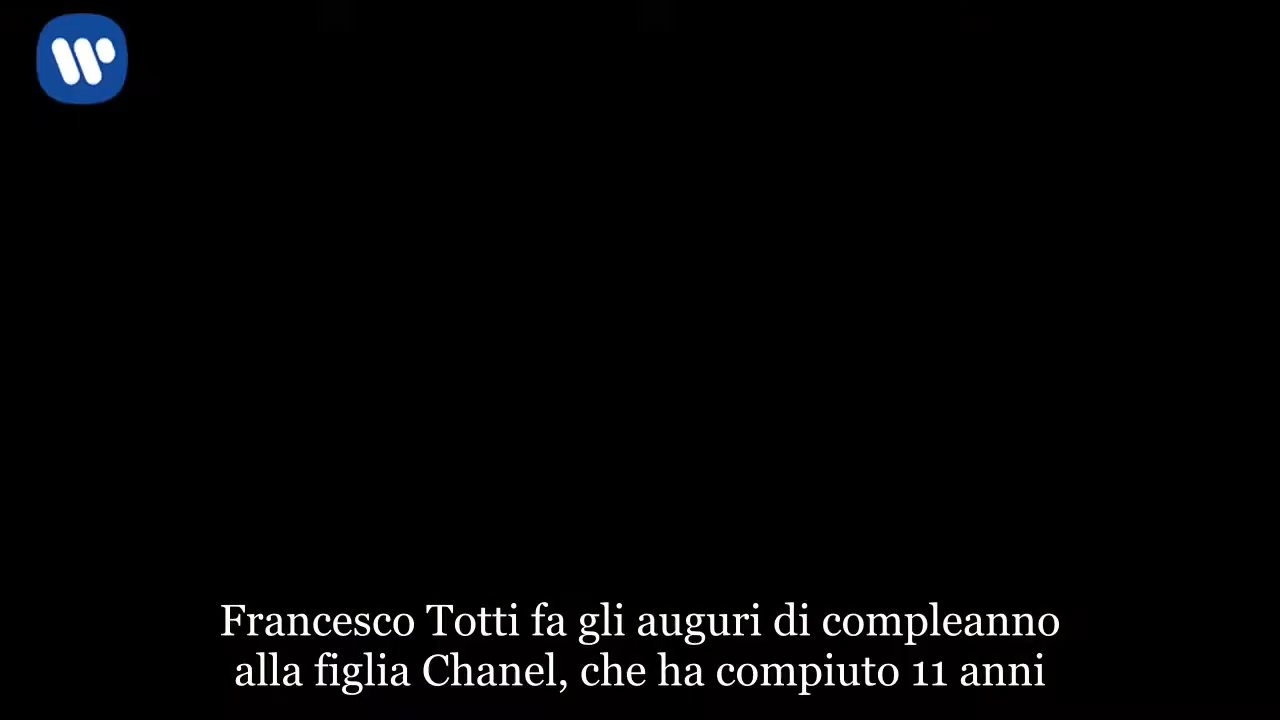 Francesco Totti fa gli auguri di compleanno
alla figlia Chanel, che ha compiuto 11 anni